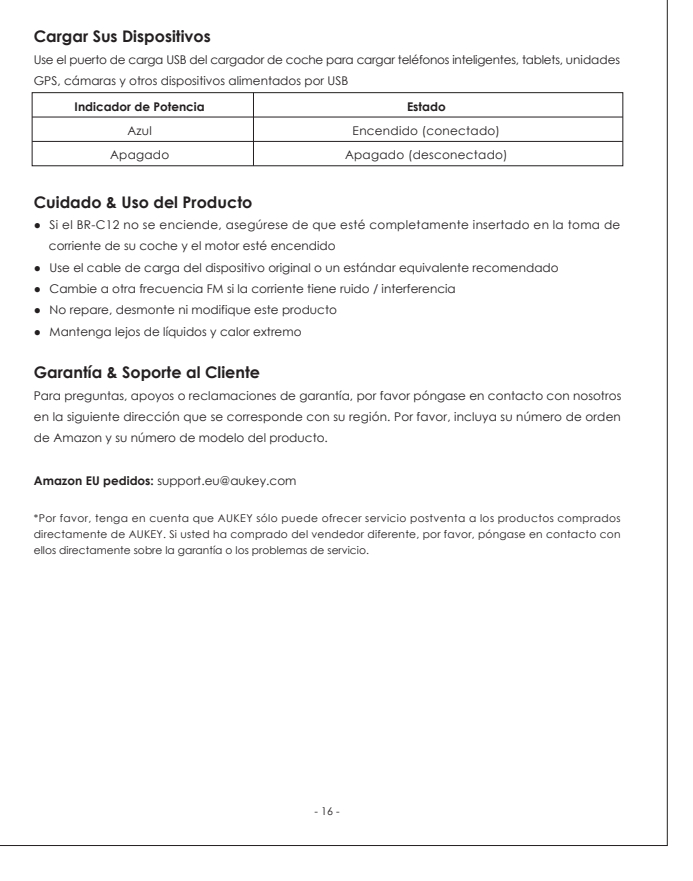 Cargar Sus Dispositivos
Use el puerto de carga USB del cargador de coche para cargar teléfonos inteligentes, tablets, unidades
GPS, cámaras y otros dispositivos alimentados por USB
Indicador de Potencia Estado
Azul Encendido (conectado)
Apagado Apagado (desconectado)
Cuidado & Uso del Producto
● Si el BR-C12 no se enciende, asegúrese de que esté completamente insertado en la toma de
corriente de su coche y el motor esté encendido
● Use el cable de carga del dispositivo original o un estándar equivalente recomendado
● Cambie a otra frecuencia FM si la corriente tiene ruido / interferencia
● No repare, desmonte ni modifique este producto
● Mantenga lejos de líquidos y calor extremo
Garantía & Soporte al Cliente
Para preguntas, apoyos o reclamaciones de garantía, por favor póngase en contacto con nosotros
en la siguiente dirección que se corresponde con su región. Por favor, incluya su número de orden
de Amazon y su número de modelo del producto.
Amazon EU pedidos: support.eu@aukey.com
*Por favor, tenga en cuenta que AUKEY sólo puede ofrecer servicio postventa a los productos comprados
directamente de AUKEY. Si usted ha comprado del vendedor diferente, por favor, póngase en contacto con
ellos directamente sobre la garantía o los problemas de servicio.
- 16 -